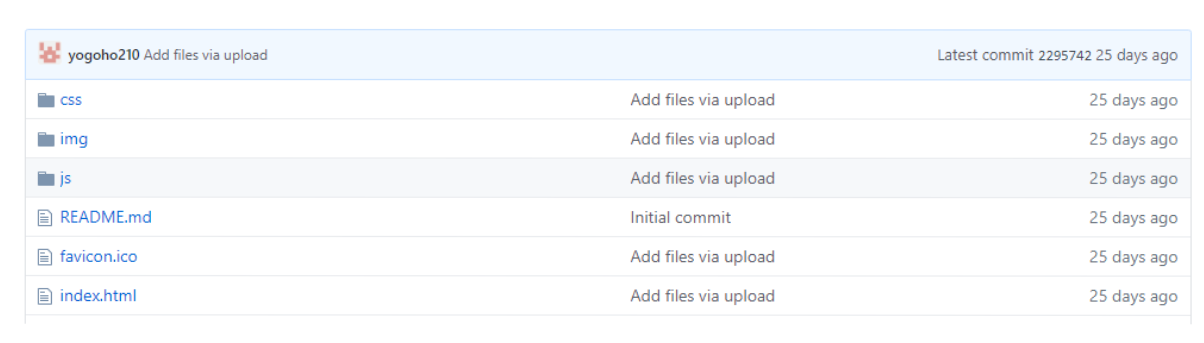 yogoho210 Add files via upload Latest commit 2295742 25 days ago
css Add files via upload 25 days ago
img Add files via upload 25 days ago
js Add files via upload 25 days ago
README.md Initial commit 25 days ago
favicon.ico Add files via upload 25 days ago
index.html Add files via upload 25 days ago